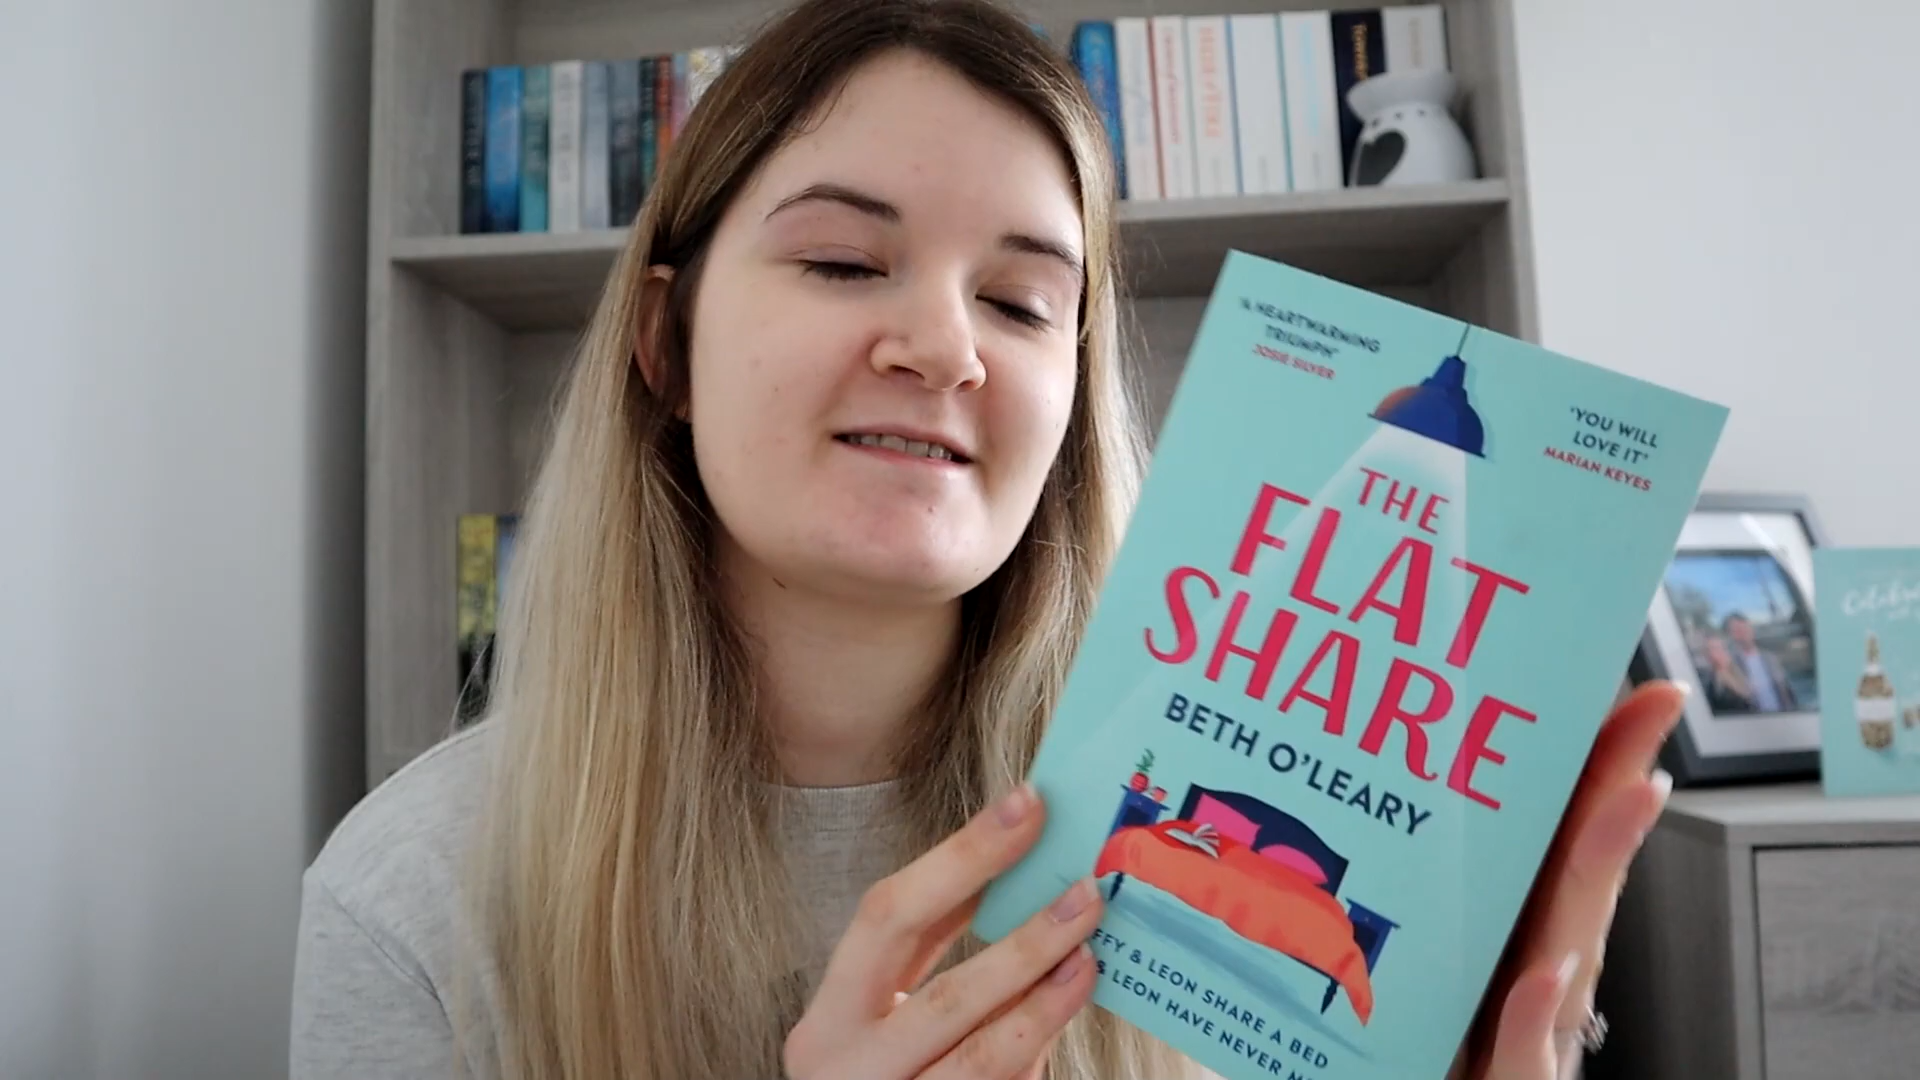 'A HEARTWARMING
TRIUMPH'
JOSIE SILVER
'YOU WILL
LOVE IT'
MARIAN KEYES
THE
FLAT
SHARE
BETH O'LEARY
FFY & LEON SHARE A BED
& LEON HAVE NEVER